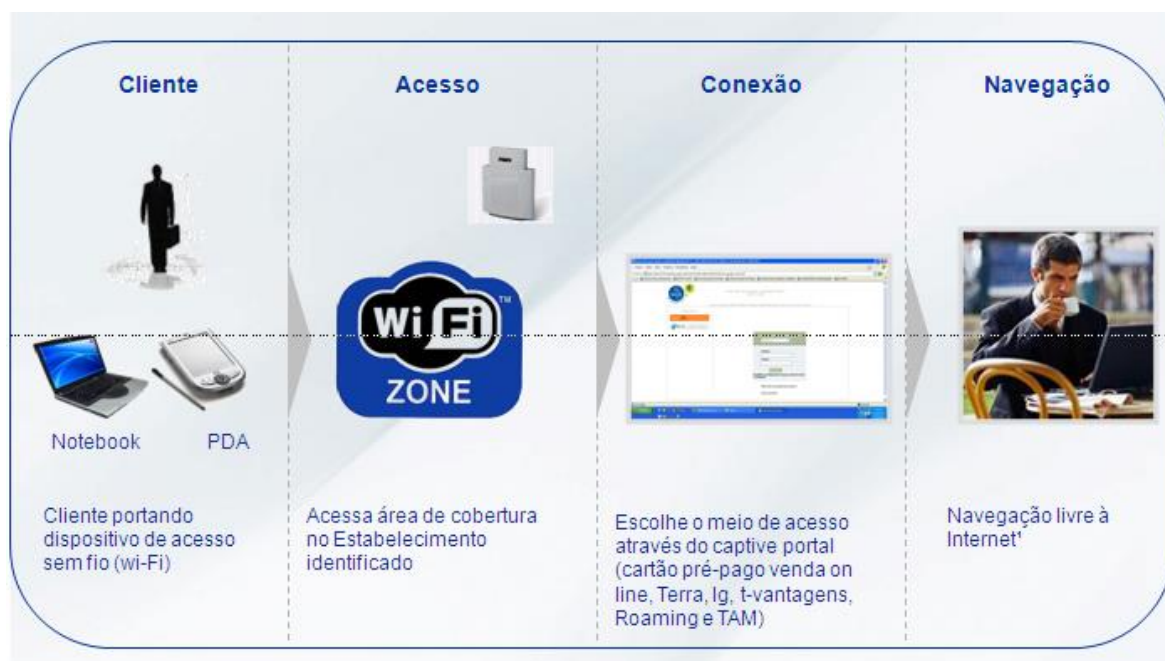 Cliente
Acesso
Conexão
Navegação
Wi Fi
TM
ZONE
Notebook
PDA
Cliente portando
dispositivo de acesso
sem fio (wi-Fi)
Acessa área de cobertura
no Estabelecimento
identificado
Escolhe o meio de acesso
através do captive portal
(cartão pré-pago venda on
line, Terra, Ig, t-vantagens,
Roaming e TAM)
Navegação livre à
Internet¹